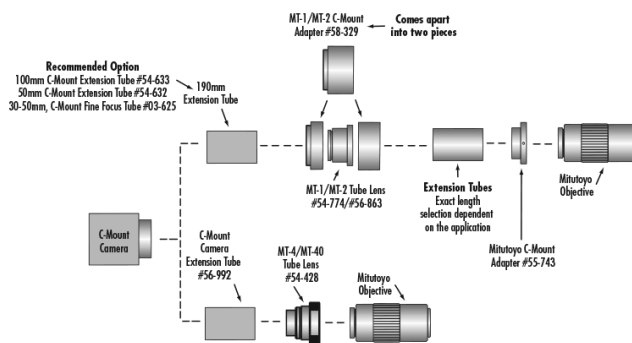 MT-1/MT-2 C-Mount
Adapter #58-329
Comes apart
into two pieces
Recommended Option
100mm C-Mount Extension Tube #54-633
50mm C-Mount Extension Tube #54-632
30-50mm, C-Mount Fine Focus Tube #03-625
190mm
Extension Tube
MT-1/MT-2 Tube Lens
#54-774/#56-863
Extension Tubes
Exact length
selection dependent
on the application
Mitutoyo
Objective
Mitutoyo C-Mount
Adapter #55-743
C-Mount
Camera
C-Mount
Camera
Extension Tube
#56-992
MT-4/MT-40
Tube Lens
#54-428
Mitutoyo
Objective